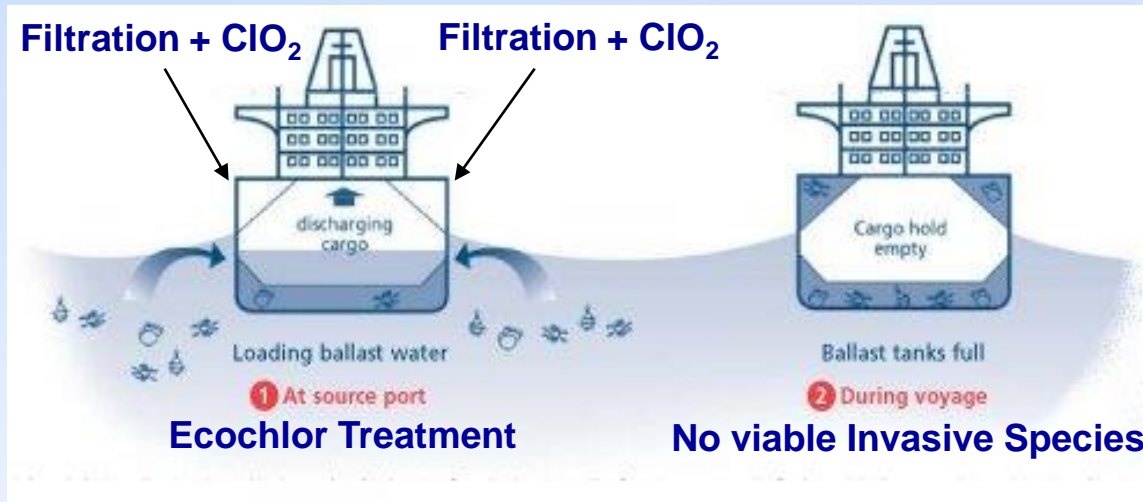 Filtration + ClO₂
Filtration + ClO₂
discharging
cargo
Cargo hold
empty
Loading ballast water
Ballast tanks full
1 At source port
2 During voyage
Ecochlor Treatment
No viable Invasive Species